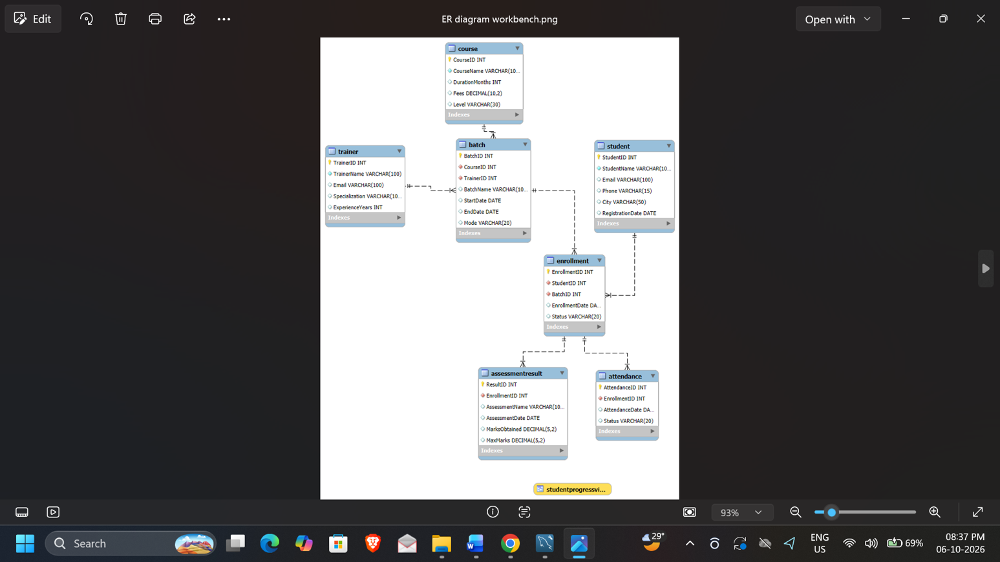 Edit
ER diagram workbench.png
Open with
course
CourseID INT
CourseName VARCHAR(10...
DurationMonths INT
Fees DECIMAL(10,2)
Level VARCHAR(30)
Indexes
trainer
TrainerID INT
TrainerName VARCHAR(100)
Email VARCHAR(100)
Specialization VARCHAR(10...
ExperienceYears INT
Indexes
batch
BatchID INT
CourseID INT
TrainerID INT
BatchName VARCHAR(10...
StartDate DATE
EndDate DATE
Mode VARCHAR(20)
Indexes
student
StudentID INT
StudentName VARCHAR(10...
Email VARCHAR(100)
Phone VARCHAR(15)
City VARCHAR(50)
RegistrationDate DATE
Indexes
enrollment
EnrollmentID INT
StudentID INT
BatchID INT
EnrollmentDate DA...
Status VARCHAR(20)
Indexes
assessmentresult
ResultID INT
EnrollmentID INT
AssessmentName VARCHAR(10...
AssessmentDate DATE
MarksObtained DECIMAL(5,2)
MaxMarks DECIMAL(5,2)
Indexes
attendance
AttendanceID INT
EnrollmentID INT
AttendanceDate DA...
Status VARCHAR(20)
Indexes
studentprogressvi...
93%
Search
29°
ENG
US
69%
08:37 PM
06-10-2026